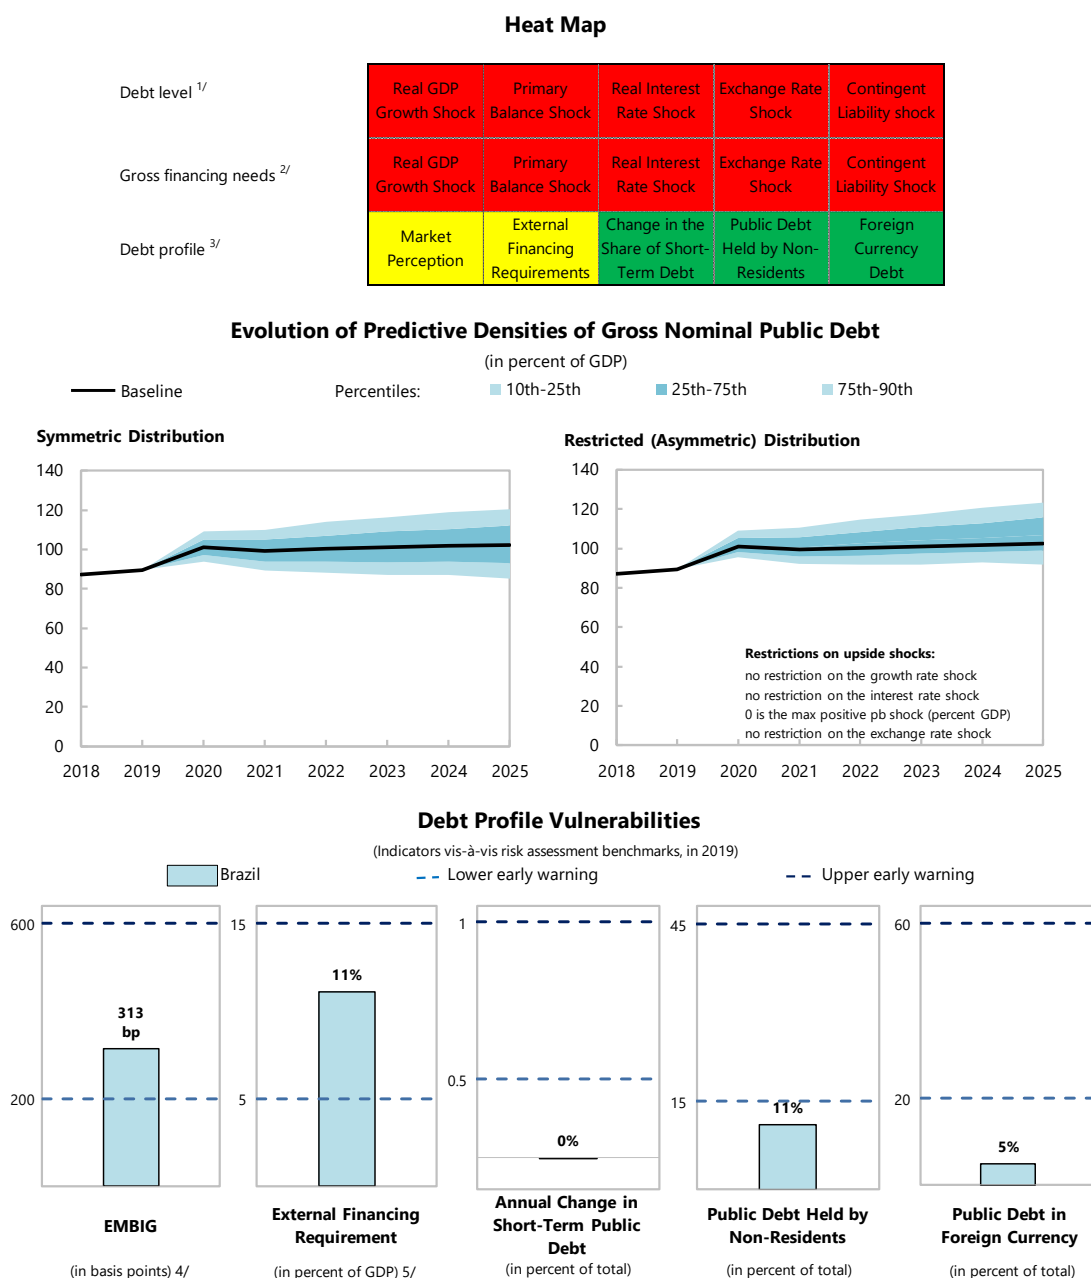 Heat Map
Debt level 1/
Real GDP Growth Shock
Primary Balance Shock
Real Interest Rate Shock
Exchange Rate Shock
Contingent Liability shock
Gross financing needs 2/
Real GDP Growth Shock
Primary Balance Shock
Real Interest Rate Shock
Exchange Rate Shock
Contingent Liability Shock
Debt profile 3/
Market Perception
External Financing Requirements
Change in the Share of Short-Term Debt
Public Debt Held by Non-Residents
Foreign Currency Debt
Evolution of Predictive Densities of Gross Nominal Public Debt
(in percent of GDP)
Baseline
Percentiles:
10th-25th
25th-75th
75th-90th
Symmetric Distribution
140
120
100
80
60
40
20
0
2018 2019 2020 2021 2022 2023 2024 2025
Restricted (Asymmetric) Distribution
140
120
100
80
60
40
20
0
Restrictions on upside shocks:
no restriction on the growth rate shock
no restriction on the interest rate shock
0 is the max positive pb shock (percent GDP)
no restriction on the exchange rate shock
2018 2019 2020 2021 2022 2023 2024 2025
Debt Profile Vulnerabilities
(Indicators vis-à-vis risk assessment benchmarks, in 2019)
Brazil
Lower early warning
Upper early warning
600
313
bp
200
EMBIG
(in basis points) 4/
15
11%
5
External Financing
Requirement
(in percent of GDP) 5/
1
0.5
0%
Annual Change in
Short-Term Public
Debt
(in percent of total)
45
15
11%
Public Debt Held by
Non-Residents
(in percent of total)
60
20
5%
Public Debt in
Foreign Currency
(in percent of total)